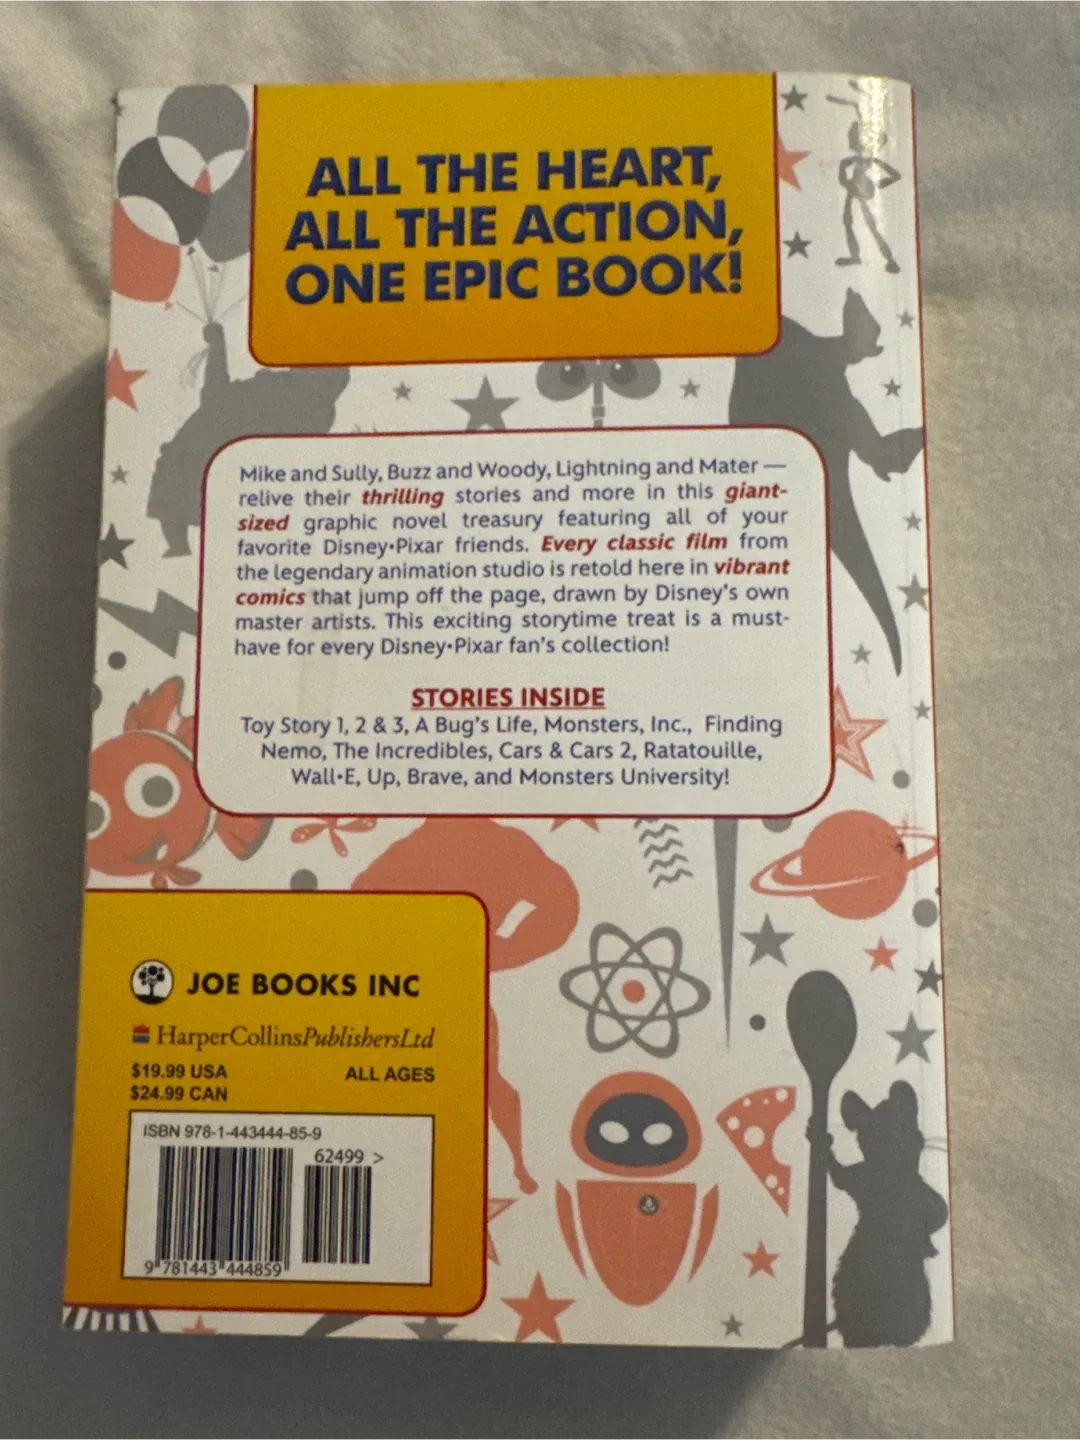 ALL THE HEART,
ALL THE ACTION,
ONE EPIC BOOK!
Mike and Sully, Buzz and Woody, Lightning and Mater —
relive their thrilling stories and more in this giant-
sized graphic novel treasury featuring all of your
favorite Disney•Pixar friends. Every classic film from
the legendary animation studio is retold here in vibrant
comics that jump off the page, drawn by Disney's own
master artists. This exciting storytime treat is a must-
have for every Disney•Pixar fan's collection!
STORIES INSIDE
Toy Story 1, 2 & 3, A Bug's Life, Monsters, Inc., Finding
Nemo, The Incredibles, Cars & Cars 2, Ratatouille,
Wall•E, Up, Brave, and Monsters University!
JOE BOOKS INC
HarperCollinsPublishersLtd
$19.99 USA ALL AGES
$24.99 CAN
ISBN 978-1-443444-85-9
62499 >
9 781443 444859